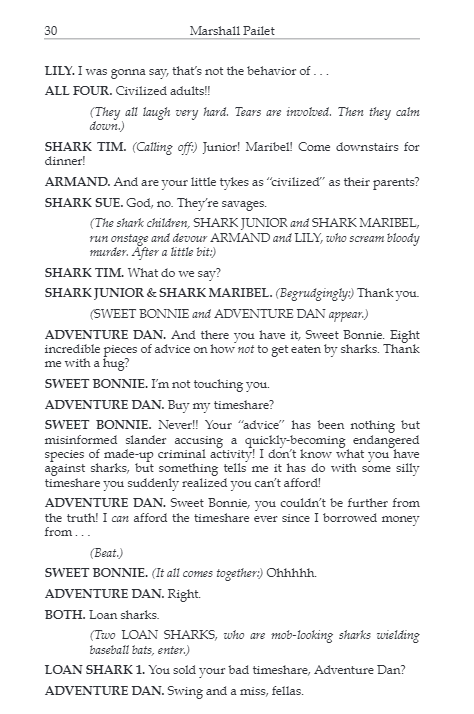 30 Marshall Pailet
LILY. I was gonna say, that's not the behavior of . . .
ALL FOUR. Civilized adults!!
(They all laugh very hard. Tears are involved. Then they calm
down.)
SHARK TIM. (Calling off:) Junior! Maribel! Come downstairs for
dinner!
ARMAND. And are your little tykes as “civilized” as their parents?
SHARK SUE. God, no. They're savages.
(The shark children, SHARK JUNIOR and SHARK MARIBEL,
run onstage and devour ARMAND and LILY, who scream bloody
murder. After a little bit:)
SHARK TIM. What do we say?
SHARK JUNIOR & SHARK MARIBEL. (Begrudgingly:) Thank you.
(SWEET BONNIE and ADVENTURE DAN appear.)
ADVENTURE DAN. And there you have it, Sweet Bonnie. Eight
incredible pieces of advice on how not to get eaten by sharks. Thank
me with a hug?
SWEET BONNIE. I'm not touching you.
ADVENTURE DAN. Buy my timeshare?
SWEET BONNIE. Never!! Your “advice” has been nothing but
misinformed slander accusing a quickly-becoming endangered
species of made-up criminal activity! I don't know what you have
against sharks, but something tells me it has do with some silly
timeshare you suddenly realized you can't afford!
ADVENTURE DAN. Sweet Bonnie, you couldn't be further from
the truth! I can afford the timeshare ever since I borrowed money
from . . .
(Beat.)
SWEET BONNIE. (It all comes together:) Ohhhhh.
ADVENTURE DAN. Right.
BOTH. Loan sharks.
(Two LOAN SHARKS, who are mob-looking sharks wielding
baseball bats, enter.)
LOAN SHARK 1. You sold your bad timeshare, Adventure Dan?
ADVENTURE DAN. Swing and a miss, fellas.